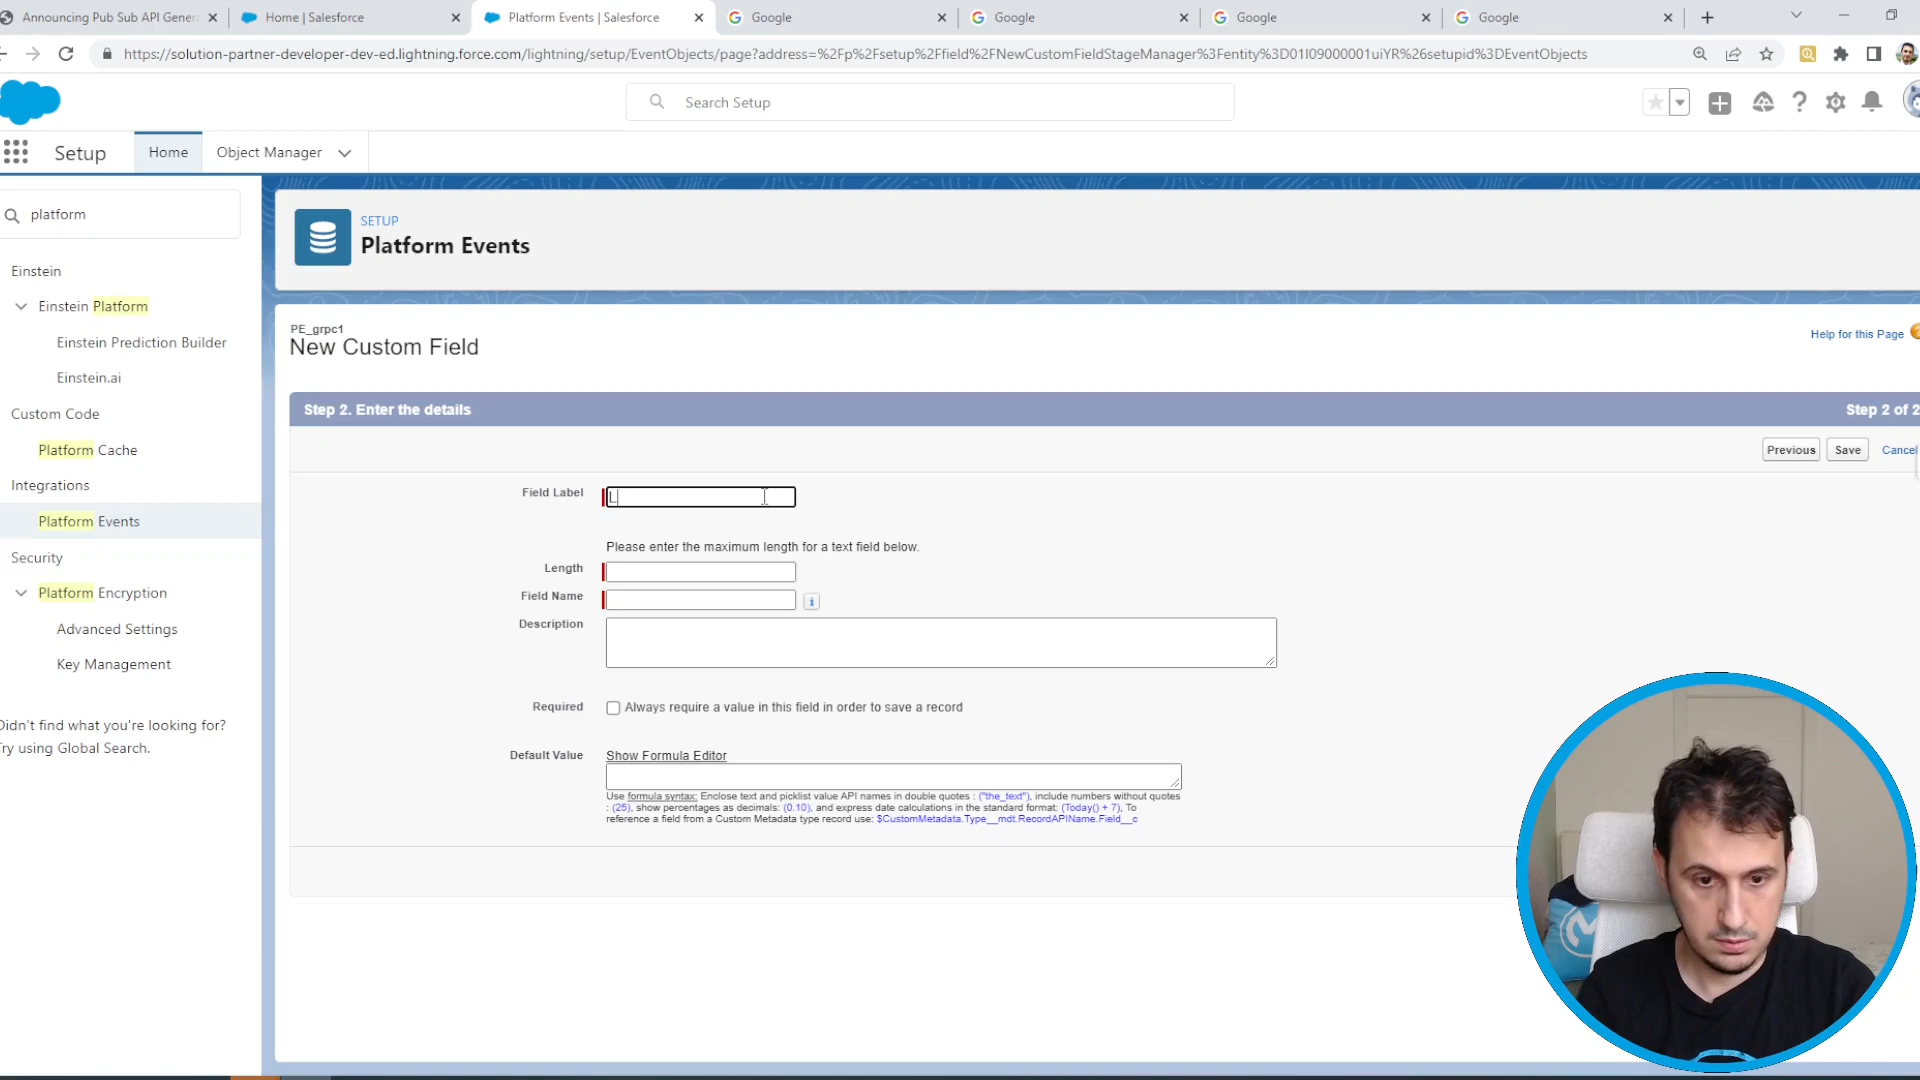 Announcing Pub Sub API Gener
Home | Salesforce
Platform Events | Salesforce
Google
Google
Google
Google
https://solution-partner-developer-dev-ed.lightning.force.com/lightning/setup/EventObjects/page?address=%2Fp%2Fsetup%2Ffield%2FNewCustomFieldStageManager%3Fentity%3D01I09000001uiYR%26setupid%3DEventObjects
Search Setup
Setup
Home
Object Manager
platform
Einstein
Einstein Platform
Einstein Prediction Builder
Einstein.ai
Custom Code
Platform Cache
Integrations
Platform Events
Security
Platform Encryption
Advanced Settings
Key Management
Didn't find what you're looking for?
Try using Global Search.
SETUP
Platform Events
PE_grpc1
New Custom Field
Help for this Page
Step 2. Enter the details
Step 2 of 2
Previous
Save
Cancel
Field Label
L
Please enter the maximum length for a text field below.
Length
Field Name
i
Description
Required
Always require a value in this field in order to save a record
Default Value
Show Formula Editor
Use formula syntax: Enclose text and picklist value API names in double quotes : ("the_text"), include numbers without quotes
: (25), show percentages as decimals: (0.10), and express date calculations in the standard format: (Today() + 7), To
reference a field from a Custom Metadata type record use: $CustomMetadata.Type__mdt.RecordAPIName.Field__c